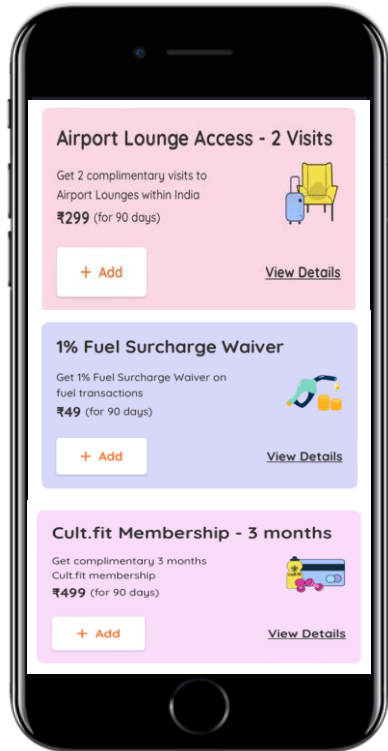 Airport Lounge Access - 2 Visits
Get 2 complimentary visits to
Airport Lounges within India
₹299 (for 90 days)
+ Add
View Details
1% Fuel Surcharge Waiver
Get 1% Fuel Surcharge Waiver on
fuel transactions
₹49 (for 90 days)
+ Add
View Details
Cult.fit Membership - 3 months
Get complimentary 3 months
Cult.fit membership
₹499 (for 90 days)
+ Add
View Details